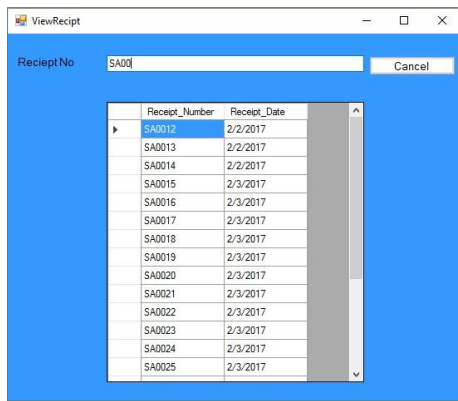 ViewRecipt
Reciept No SA00 Cancel
Receipt_Number Receipt_Date
SA0012 2/2/2017
SA0013 2/2/2017
SA0014 2/2/2017
SA0015 2/3/2017
SA0016 2/3/2017
SA0017 2/3/2017
SA0018 2/3/2017
SA0019 2/3/2017
SA0020 2/3/2017
SA0021 2/3/2017
SA0022 2/3/2017
SA0023 2/3/2017
SA0024 2/3/2017
SA0025 2/3/2017